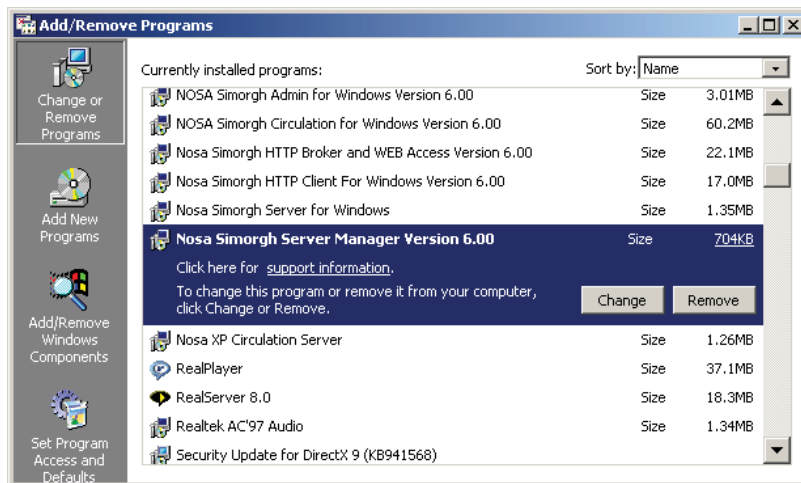 Add/Remove Programs
Change or
Remove
Programs
Add New
Programs
Add/Remove
Windows
Components
Set Program
Access and
Defaults
Currently installed programs:
Sort by: Name
NOSA Simorgh Admin for Windows Version 6.00 Size 3.01MB
NOSA Simorgh Circulation for Windows Version 6.00 Size 60.2MB
Nosa Simorgh HTTP Broker and WEB Access Version 6.00 Size 22.1MB
Nosa Simorgh HTTP Client For Windows Version 6.00 Size 17.0MB
Nosa Simorgh Server for Windows Size 1.35MB
Nosa Simorgh Server Manager Version 6.00 Size 704KB
Click here for support information.
To change this program or remove it from your computer,
click Change or Remove.
Change Remove
Nosa XP Circulation Server Size 1.26MB
RealPlayer Size 37.1MB
RealServer 8.0 Size 18.3MB
Realtek AC'97 Audio Size 1.34MB
Security Update for DirectX 9 (KB941568)